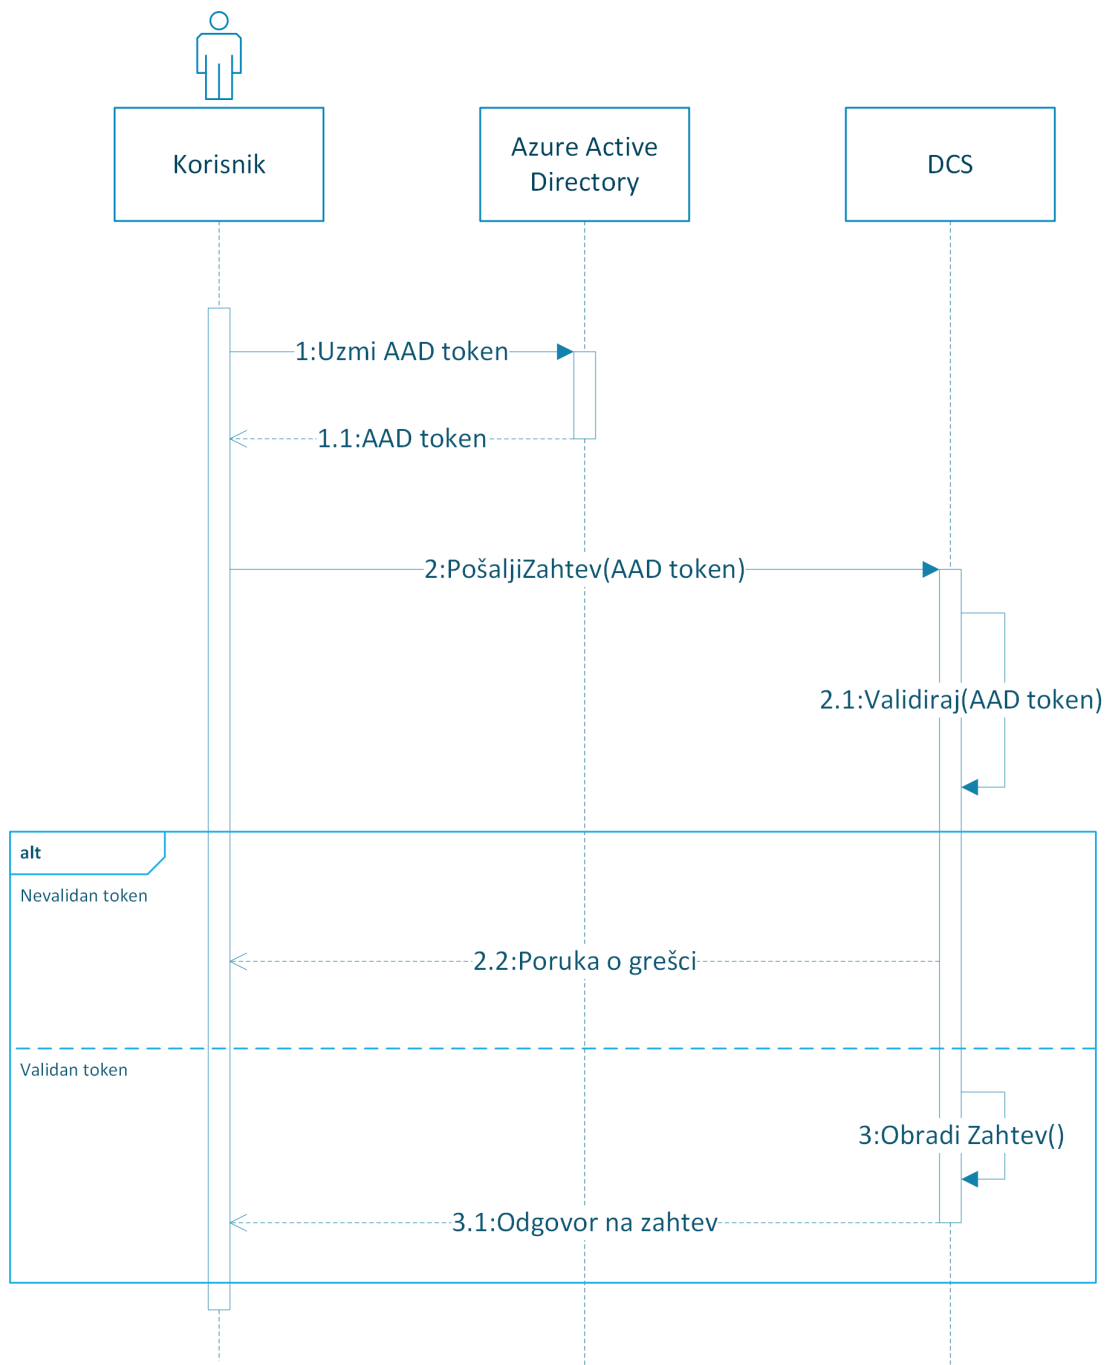 Korisnik
Azure Active
Directory
DCS
1:Uzmi AAD token
1.1:AAD token
2:PošaljiZahtev(AAD token)
2.1:Validiraj(AAD token)
alt
Nevalidan token
2.2:Poruka o grešci
Validan token
3:Obradi Zahtev()
3.1:Odgovor na zahtev